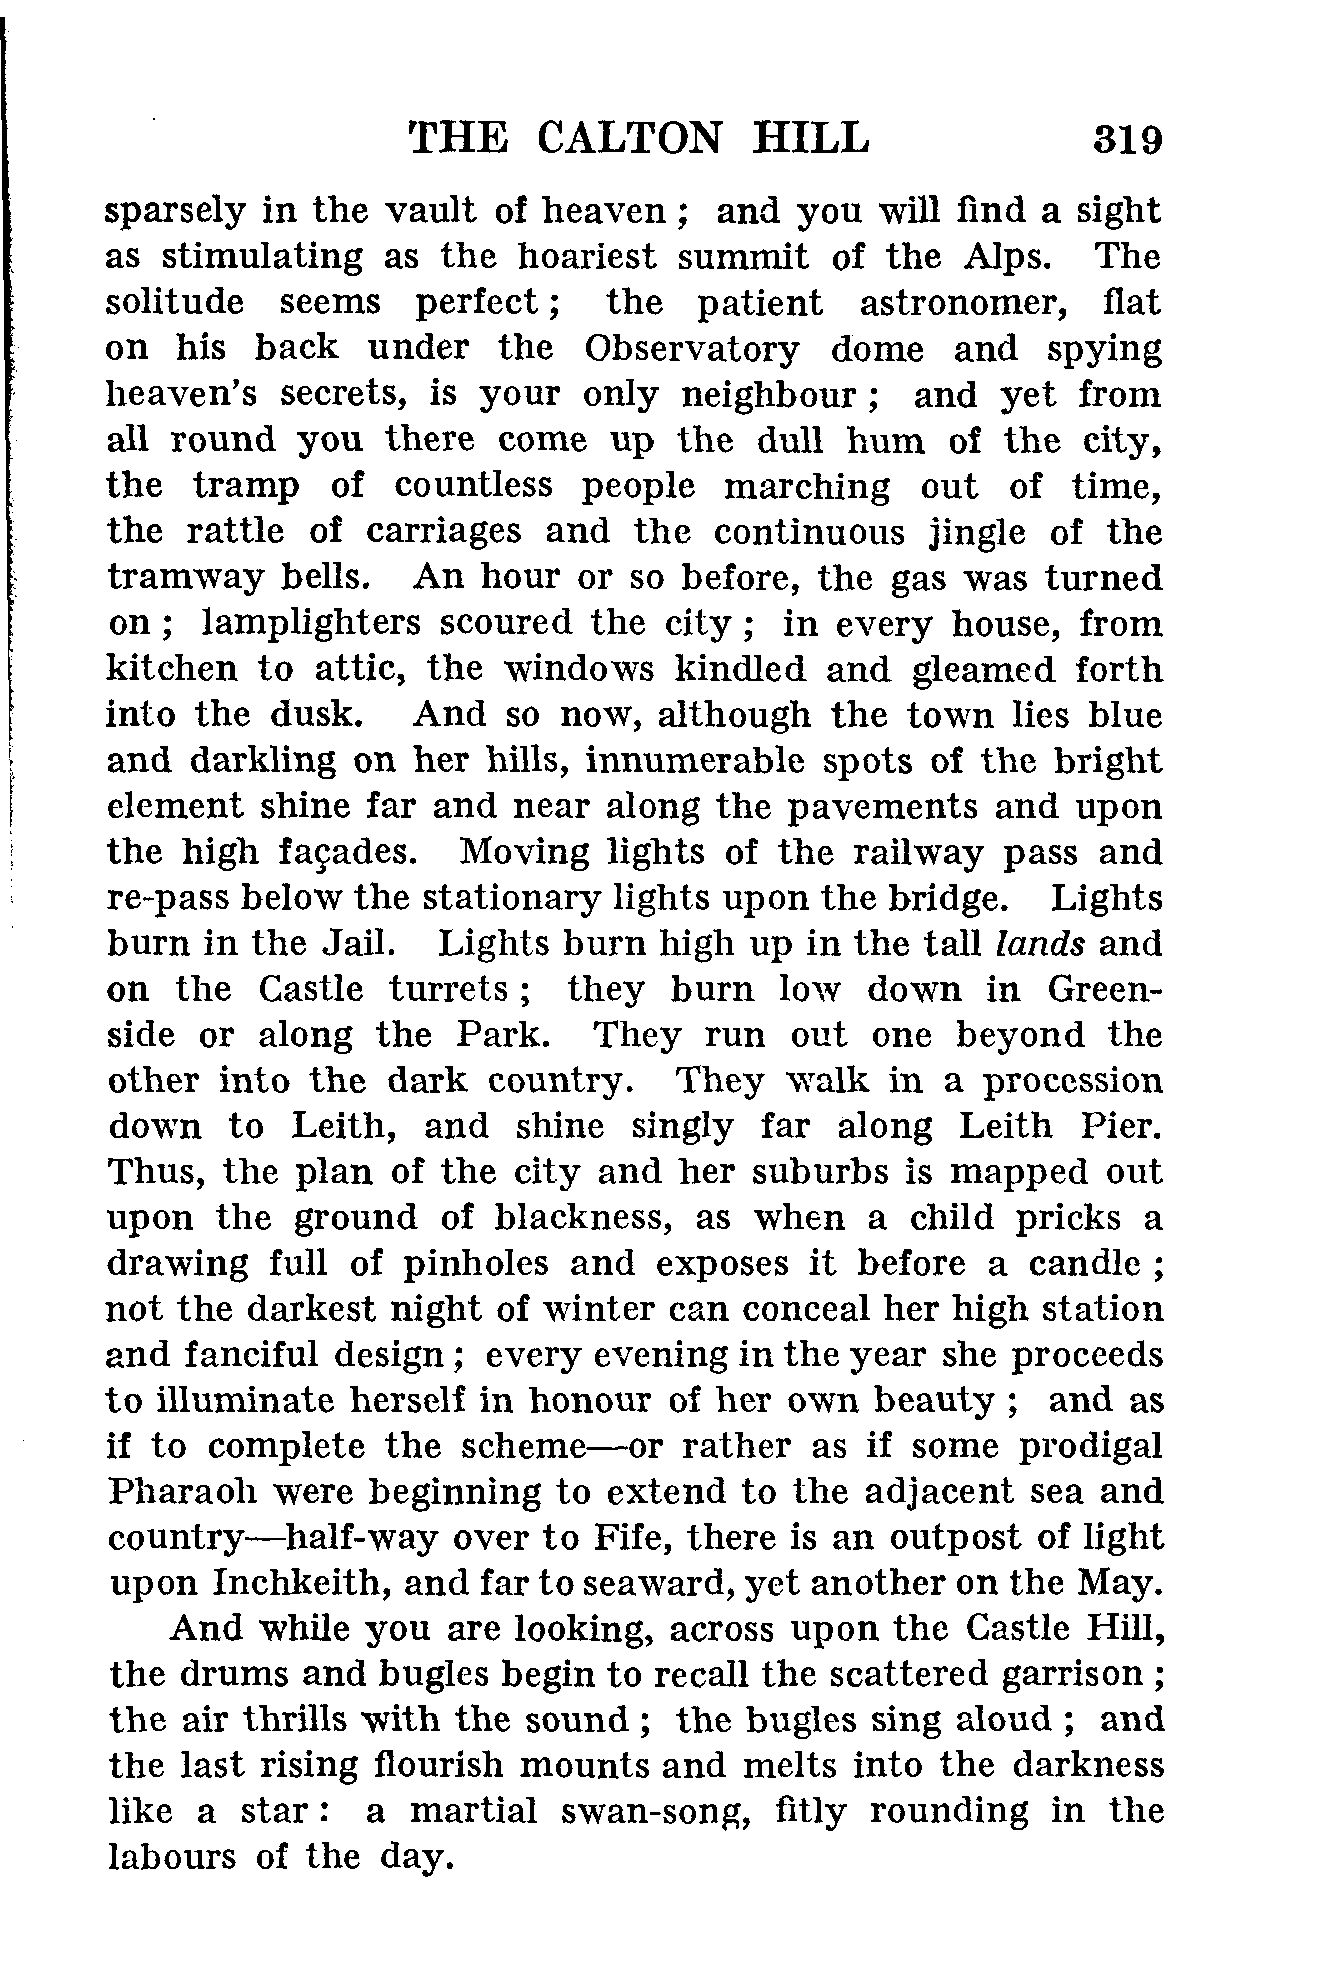 THE CALTON HILL 319
sparsely in the vault of heaven ; and you will find a sight
as stimulating as the hoariest summit of the Alps. The
solitude seems perfect ; the patient astronomer, flat
on his back under the Observatory dome and spying
heaven's secrets, is your only neighbour ; and yet from
all round you there come up the dull hum of the city,
the tramp of countless people marching out of time,
the rattle of carriages and the continuous jingle of the
tramway bells. An hour or so before, the gas was turned
on ; lamplighters scoured the city ; in every house, from
kitchen to attic, the windows kindled and gleamed forth
into the dusk. And so now, although the town lies blue
and darkling on her hills, innumerable spots of the bright
element shine far and near along the pavements and upon
the high façades. Moving lights of the railway pass and
re-pass below the stationary lights upon the bridge. Lights
burn in the Jail. Lights burn high up in the tall lands and
on the Castle turrets ; they burn low down in Green-
side or along the Park. They run out one beyond the
other into the dark country. They walk in a procession
down to Leith, and shine singly far along Leith Pier.
Thus, the plan of the city and her suburbs is mapped out
upon the ground of blackness, as when a child pricks a
drawing full of pinholes and exposes it before a candle ;
not the darkest night of winter can conceal her high station
and fanciful design ; every evening in the year she proceeds
to illuminate herself in honour of her own beauty ; and as
if to complete the scheme—or rather as if some prodigal
Pharaoh were beginning to extend to the adjacent sea and
country—half-way over to Fife, there is an outpost of light
upon Inchkeith, and far to seaward, yet another on the May.
And while you are looking, across upon the Castle Hill,
the drums and bugles begin to recall the scattered garrison ;
the air thrills with the sound ; the bugles sing aloud ; and
the last rising flourish mounts and melts into the darkness
like a star : a martial swan-song, fitly rounding in the
labours of the day.